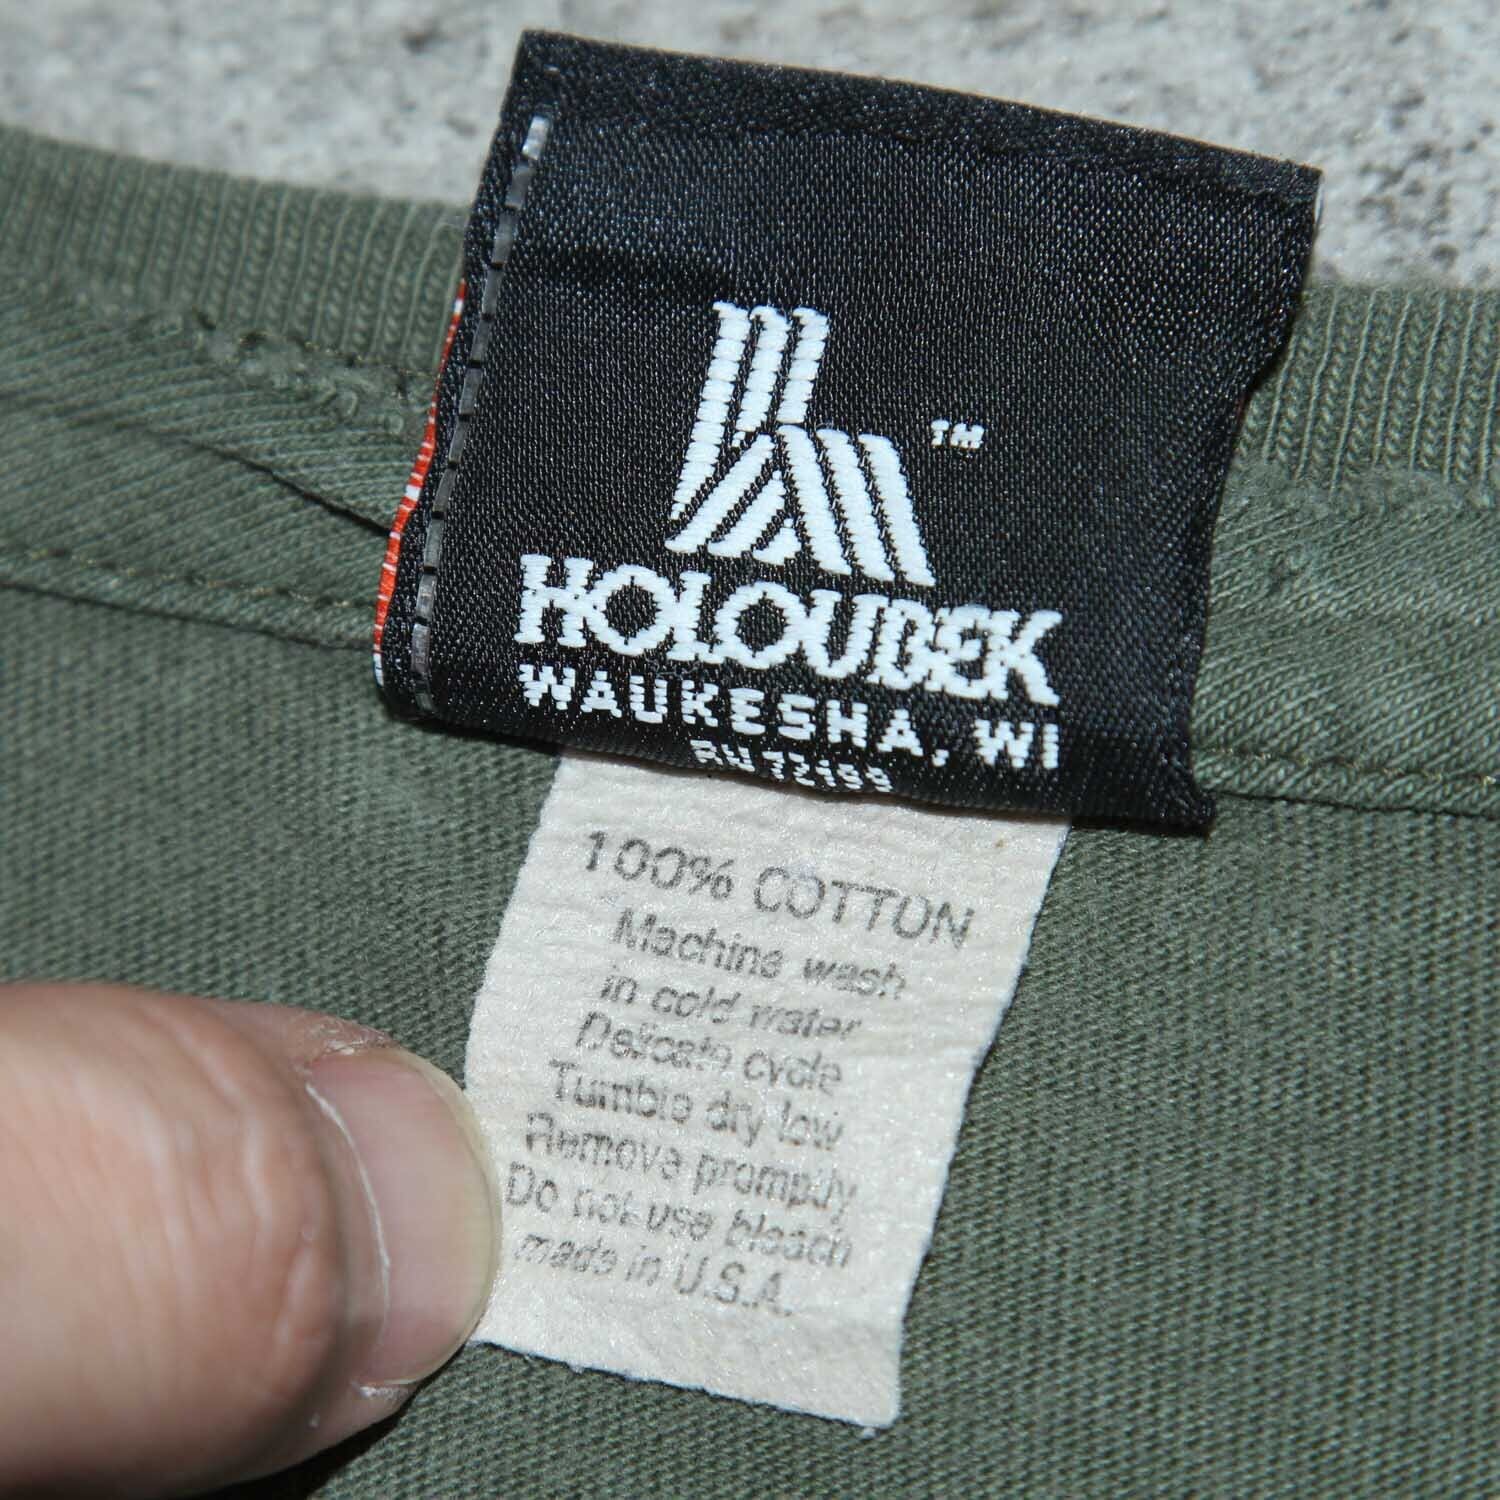 TM
HOLOUDEK
WAUKESHA, WI
RN 72199
100% COTTON
Machine wash
in cold water
Delicate cycle
Tumble dry low
Remove promptly
Do not use bleach
made in U.S.A.